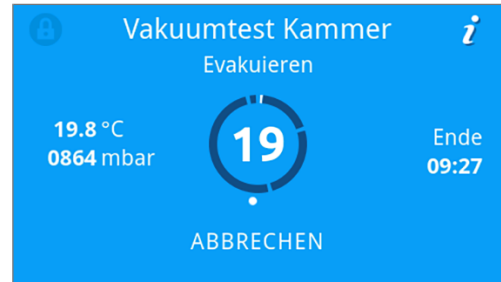 Vakuumtest Kammer
i
Evakuieren
19.8 °C
0864 mbar
19
Ende
09:27
ABBRECHEN